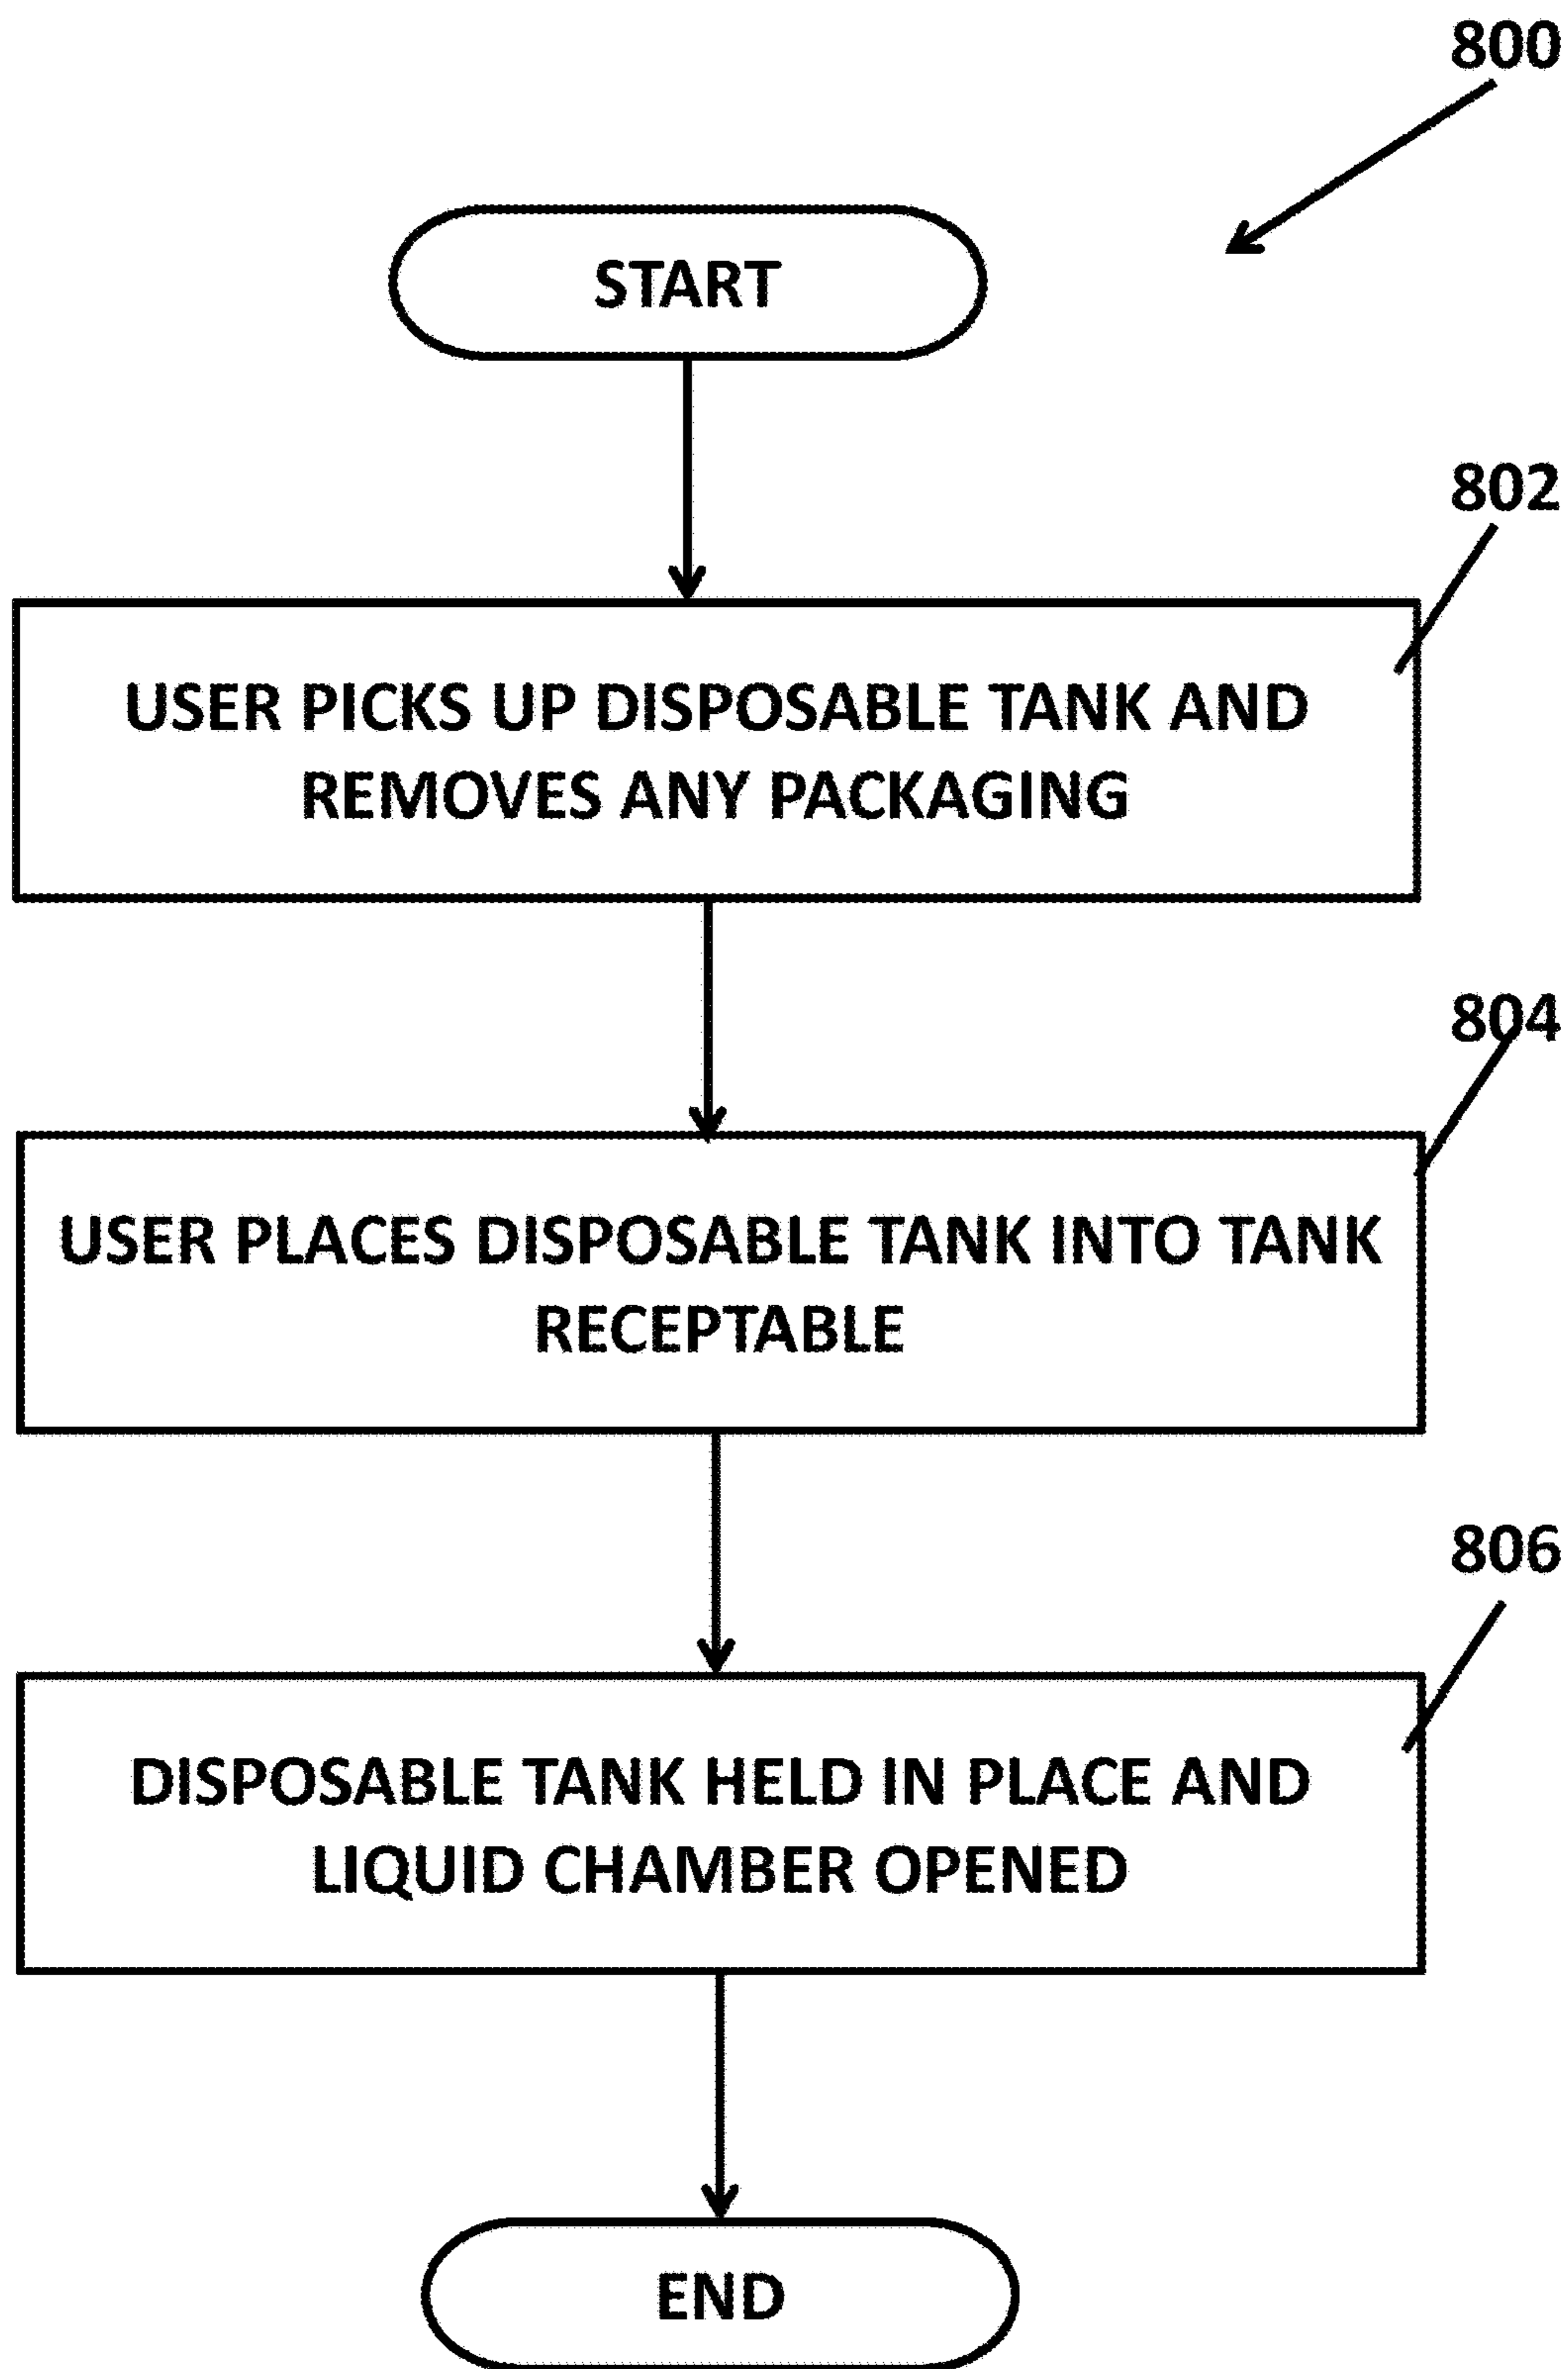 800
START
802
USER PICKS UP DISPOSABLE TANK AND
REMOVES ANY PACKAGING
804
USER PLACES DISPOSABLE TANK INTO TANK
RECEPTABLE
806
DISPOSABLE TANK HELD IN PLACE AND
LIQUID CHAMBER OPENED
END